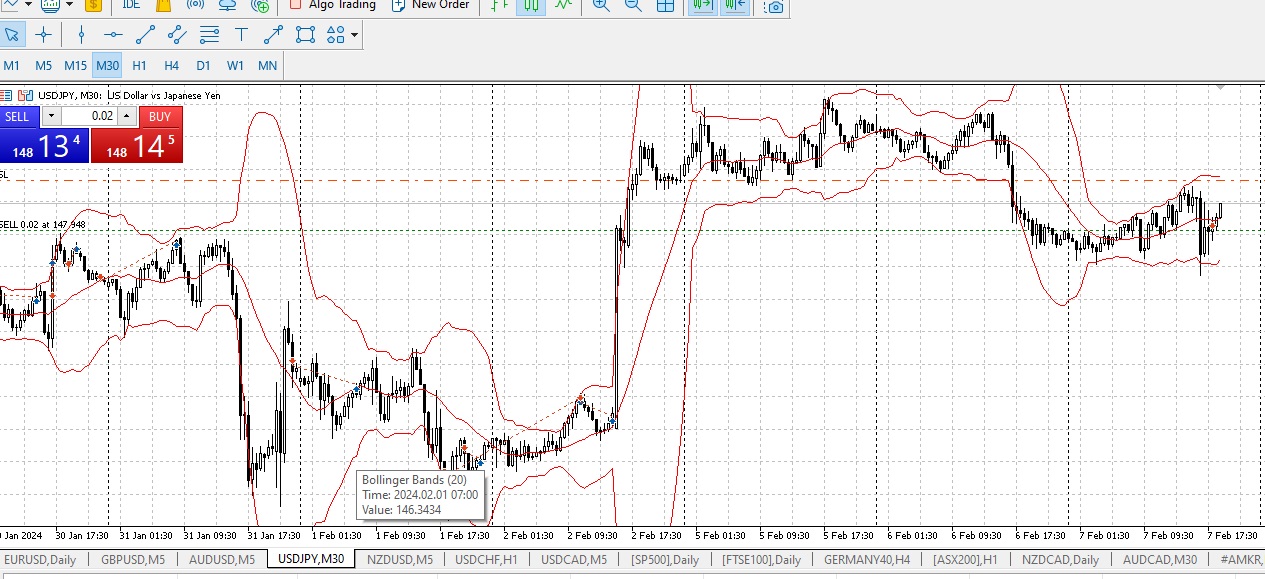 IDE $ Algo Trading New Order
T
M1 M5 M15 M30 H1 H4 D1 W1 MN
USDJPY, M30: US Dollar vs Japanese Yen
SELL 0.02 BUY
148 13 4 148 14 5
SL
SELL 0.02 at 147.948
Bollinger Bands (20)
Time: 2024.02.01 07:00
Value: 146.3434
Jan 2024 30 Jan 17:30 31 Jan 01:30 31 Jan 09:30 31 Jan 17:30 1 Feb 01:30 1 Feb 09:30 1 Feb 17:30 2 Feb 01:30 2 Feb 09:30 2 Feb 17:30 5 Feb 01:30 5 Feb 09:30 5 Feb 17:30 6 Feb 01:30 6 Feb 09:30 6 Feb 17:30 7 Feb 01:30 7 Feb 09:30 7 Feb 17:30
EURUSD,Daily GBPUSD,M5 AUDUSD,M5 USDJPY,M30 NZDUSD,M5 USDCHF,H1 USDCAD,M5 [SP500],Daily [FTSE100],Daily GERMANY40,H4 [ASX200],H1 NZDCAD,Daily AUDCAD,M30 #AMKR,